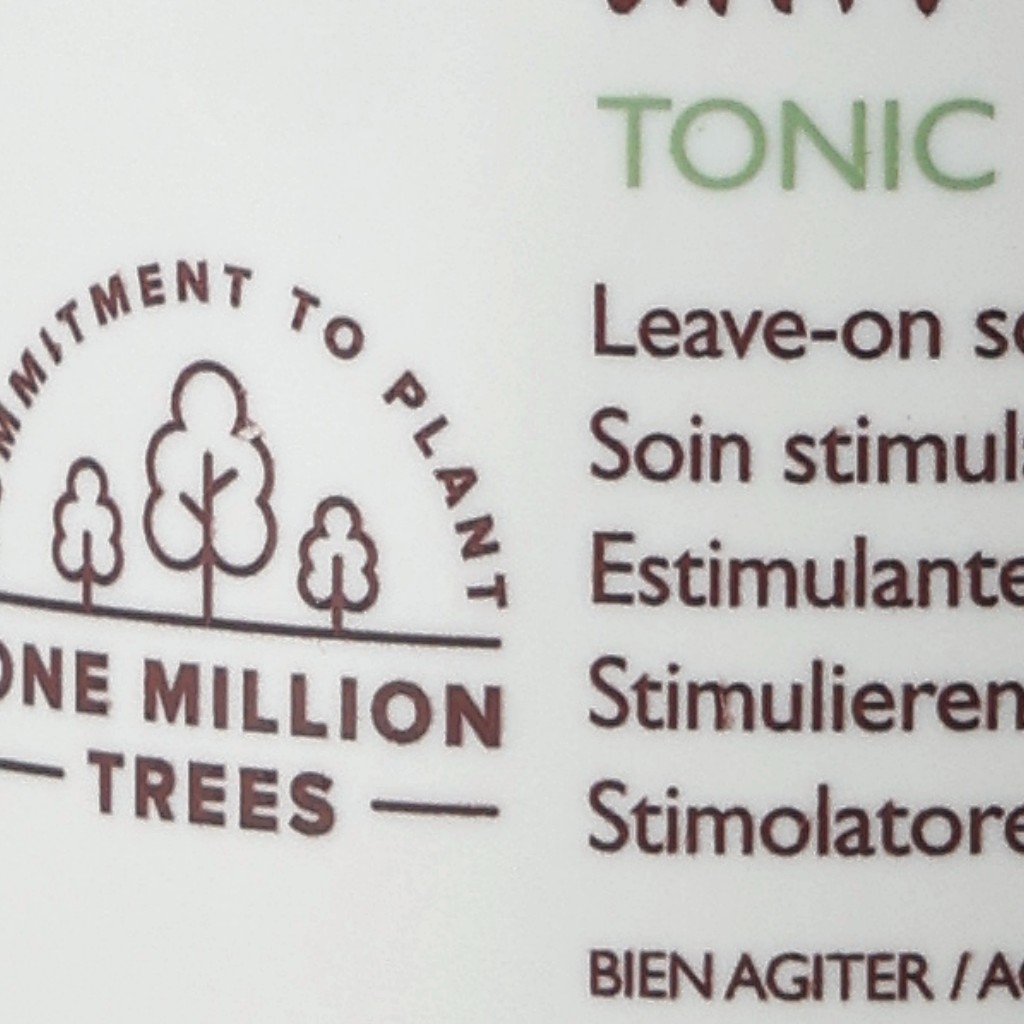 COMMITMENT TO PLANT
ONE MILLION
TREES
TONIC
Leave-on
Soin
Estimulante
Stimulieren
Stimolatore
BIEN AGITER /